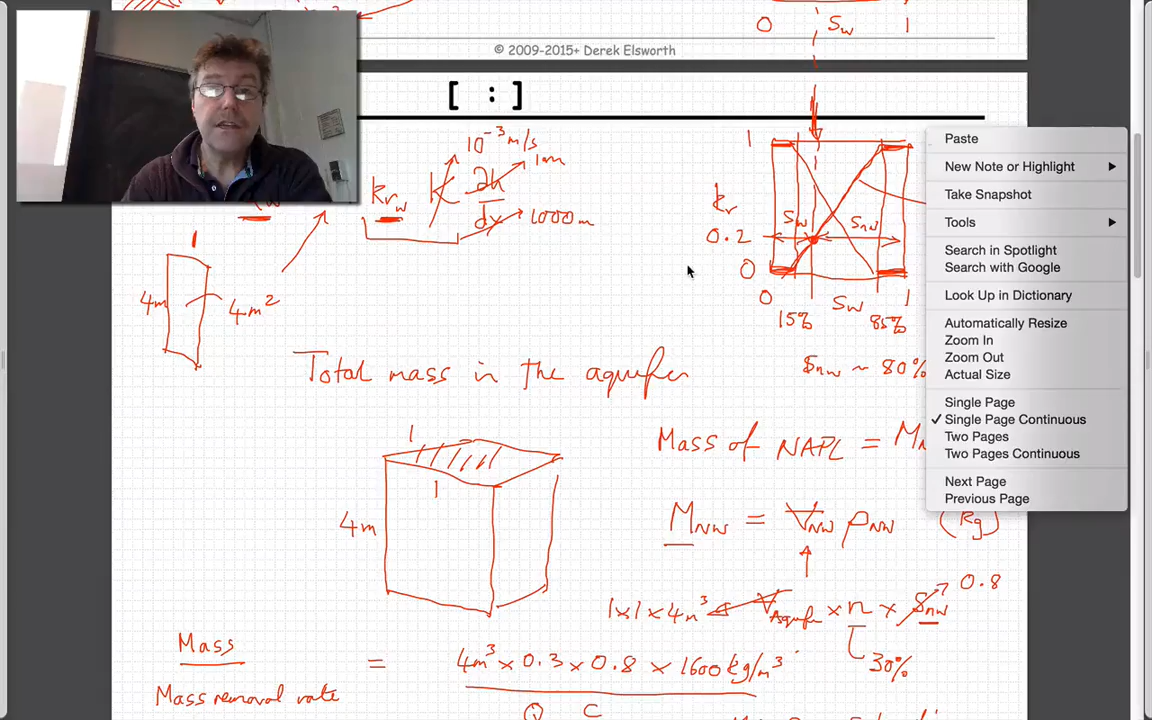 0 Sw 1
© 2009-2015+ Derek Elsworth
[ : ]
krw K ∂h/dx
10⁻³ m/s
1m
1000m
1
kr
0.2
0
Sw Snw
0 Sw 1
15% 85%
1
4m
4m²
Snw ~ 80%
Total mass in the aquifer
1
1
4m
Mass of NAPL = M
MNW = VNW ρNW (Kg)
1x1x4m³ VAquifer x n x Snw
0.8
30%
Mass
Mass removal rate
= 4m³ x 0.3 x 0.8 x 1600kg/m³
Q C
Paste
New Note or Highlight
Take Snapshot
Tools
Search in Spotlight
Search with Google
Look Up in Dictionary
Automatically Resize
Zoom In
Zoom Out
Actual Size
Single Page
✓ Single Page Continuous
Two Pages
Two Pages Continuous
Next Page
Previous Page